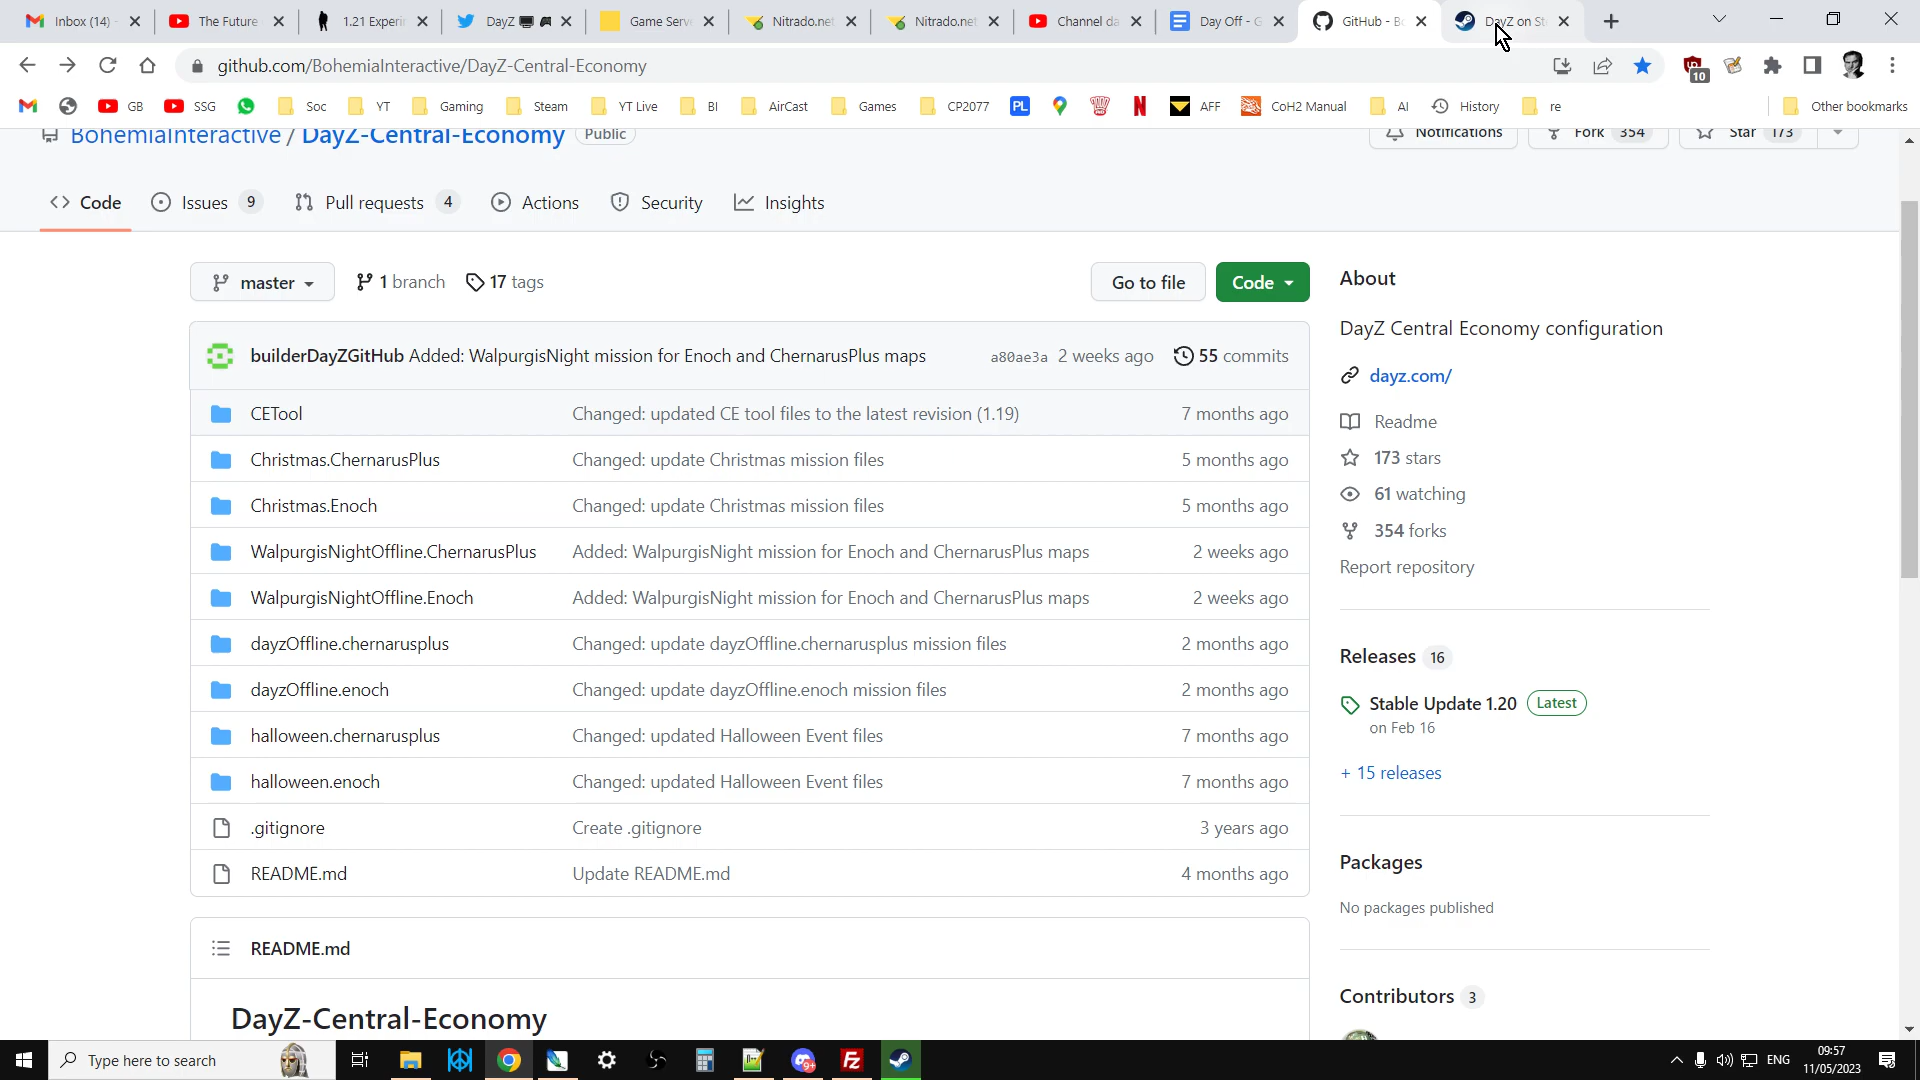 Inbox (14)
The Future
1.21 Experi
DayZ
Game Serv
Nitrado.net
Nitrado.net
Channel da
Day Off - G
GitHub - Bo
DayZ on St
github.com/BohemiaInteractive/DayZ-Central-Economy
10
GB
SSG
Soc
YT
Gaming
Steam
YT Live
BI
AirCast
Games
CP2077
PL
AFF
CoH2 Manual
AI
History
re
Other bookmarks
BohemiaInteractive / DayZ-Central-Economy Public
Notifications
Fork 354
Star 173
Code
Issues 9
Pull requests 4
Actions
Security
Insights
master
1 branch
17 tags
Go to file
Code
builderDayZGitHub Added: WalpurgisNight mission for Enoch and ChernarusPlus maps a80ae3a 2 weeks ago 55 commits
CETool Changed: updated CE tool files to the latest revision (1.19) 7 months ago
Christmas.ChernarusPlus Changed: update Christmas mission files 5 months ago
Christmas.Enoch Changed: update Christmas mission files 5 months ago
WalpurgisNightOffline.ChernarusPlus Added: WalpurgisNight mission for Enoch and ChernarusPlus maps 2 weeks ago
WalpurgisNightOffline.Enoch Added: WalpurgisNight mission for Enoch and ChernarusPlus maps 2 weeks ago
dayzOffline.chernarusplus Changed: update dayzOffline.chernarusplus mission files 2 months ago
dayzOffline.enoch Changed: update dayzOffline.enoch mission files 2 months ago
halloween.chernarusplus Changed: updated Halloween Event files 7 months ago
halloween.enoch Changed: updated Halloween Event files 7 months ago
.gitignore Create .gitignore 3 years ago
README.md Update README.md 4 months ago
README.md
DayZ-Central-Economy
About
DayZ Central Economy configuration
dayz.com/
Readme
173 stars
61 watching
354 forks
Report repository
Releases 16
Stable Update 1.20 Latest
on Feb 16
+ 15 releases
Packages
No packages published
Contributors 3
Type here to search
ENG
09:57
11/05/2023